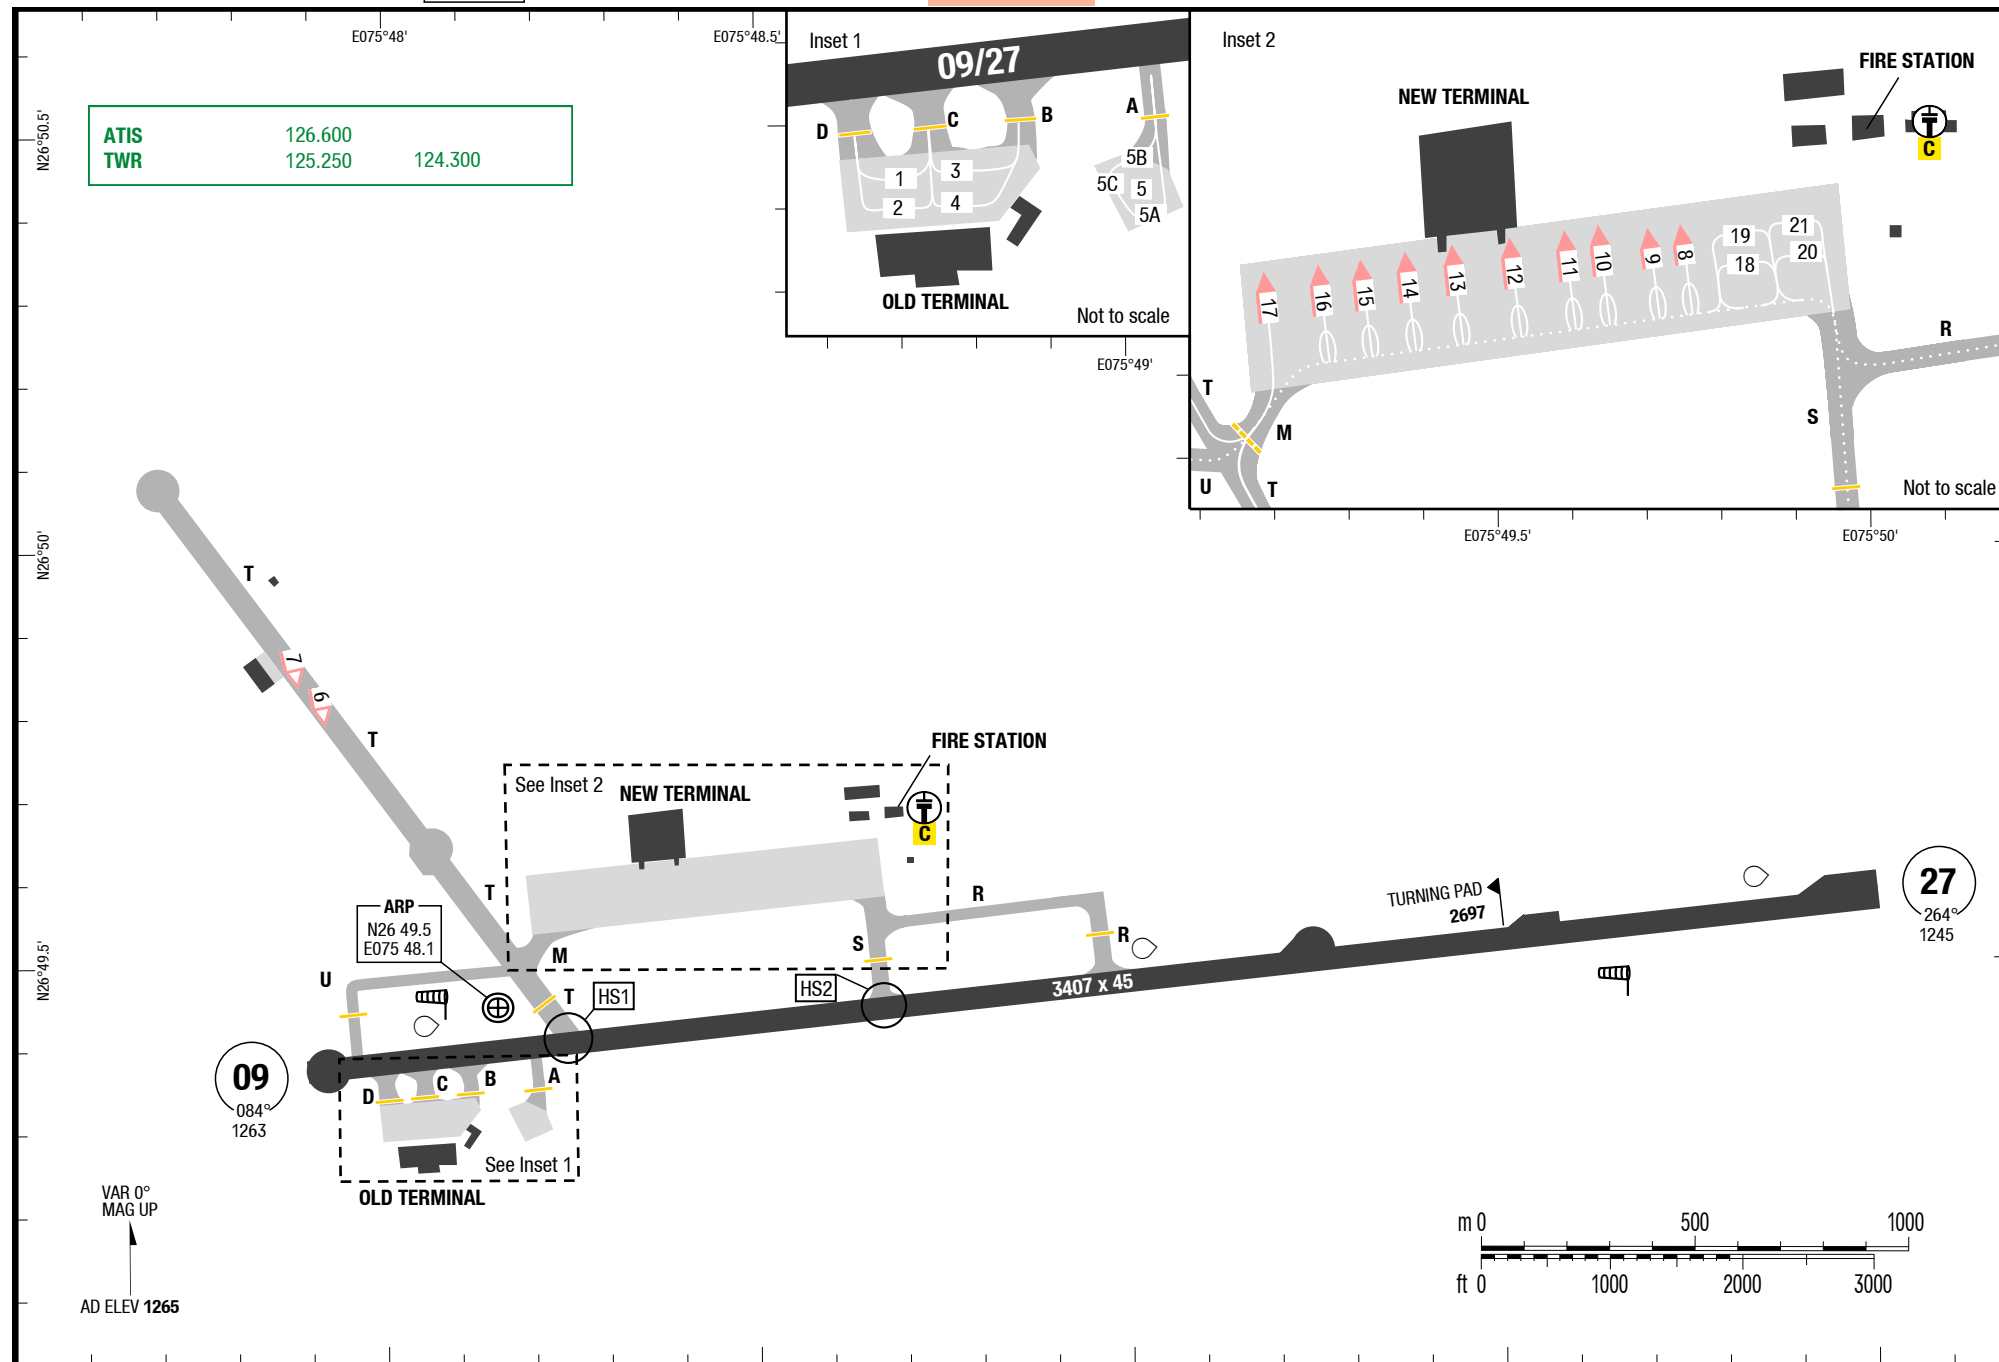 E075°48'
E075°48.5'
N26°50.5'
ATIS 126.600
TWR 125.250 124.300
Inset 1
09/27
D
C
B
A
1
2
3
4
5B
5C
5
5A
OLD TERMINAL
Not to scale
E075°49'
Inset 2
NEW TERMINAL
FIRE STATION
C
17
16
15
14
13
12
11
10
9
8
19
18
21
20
R
T
M
S
U
T
Not to scale
E075°49.5'
E075°50'
N26°50'
T
7
6
T
FIRE STATION
See Inset 2
NEW TERMINAL
C
T
ARP
N26 49.5
E075 48.1
R
M
S
R
U
T
HS1
HS2
3407 x 45
TURNING PAD
2697
27
264°
1245
N26°49.5'
09
084°
1263
D
C
B
A
See Inset 1
OLD TERMINAL
VAR 0°
MAG UP
AD ELEV 1265
m 0 500 1000
ft 0 1000 2000 3000